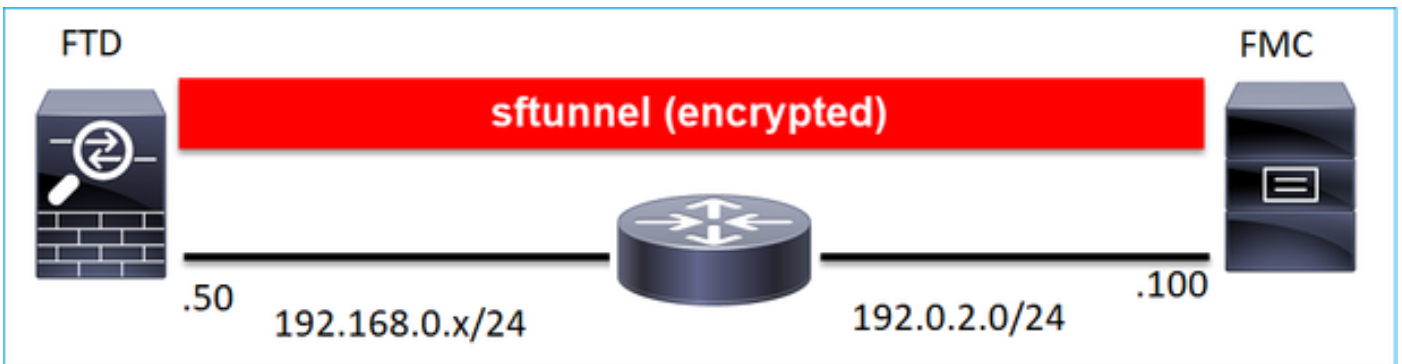 FTD
FMC
sftunnel (encrypted)
.50
.100
192.168.0.x/24
192.0.2.0/24